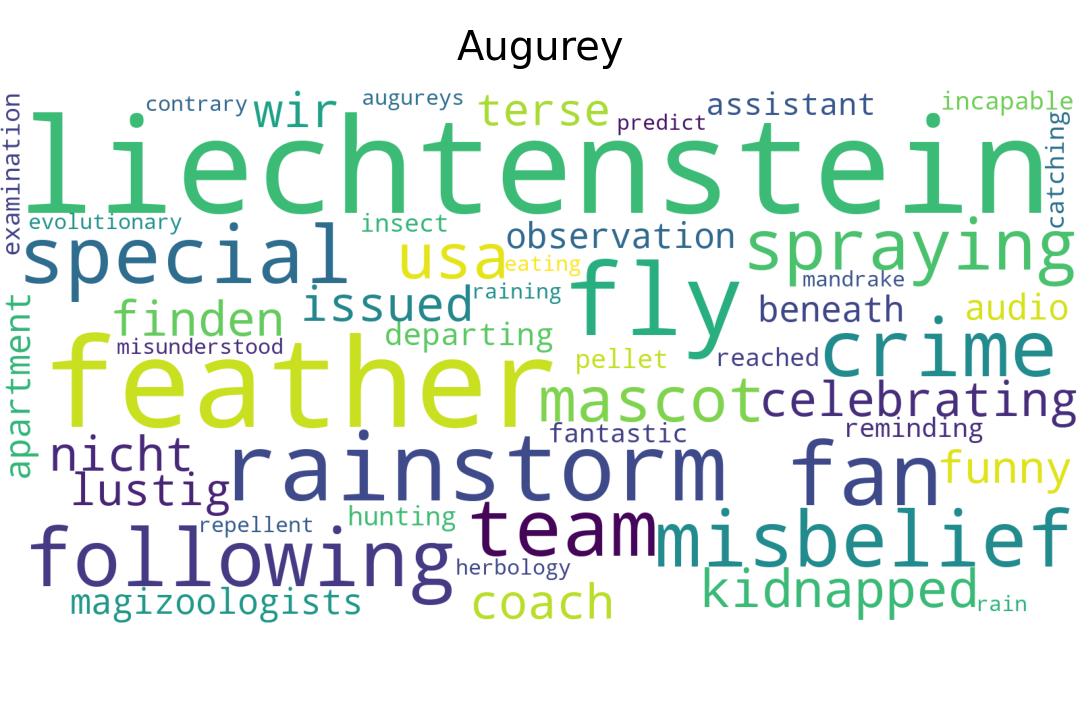 Augurey
examination
contrary
wir
augureys
terse
predict
assistant
incapable
catching
liechtenstein
evolutionary
insect
special
usa
eating
observation
spraying
raining
fly
mandrake
apartment
finden
issued
departing
beneath
audio
misunderstood
feather
pellet
reached
crime
mascot
celebrating
nicht
fantastic
reminding
lustig
rainstorm
fan
funny
repellent
hunting
team
misbelief
following
herbology
magizoologists
coach
kidnapped
rain